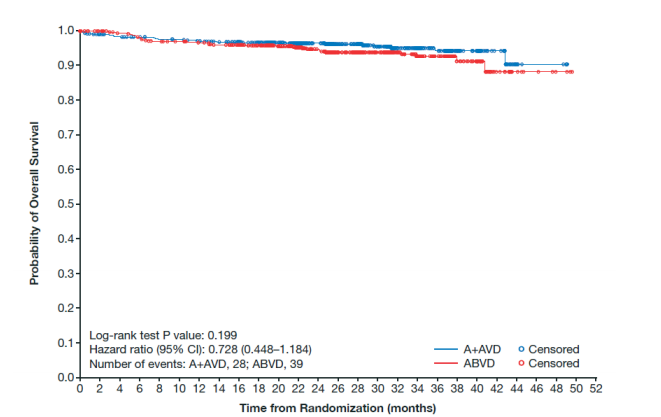 Probability of Overall Survival
1.0
0.9
0.8
0.7
0.6
0.5
0.4
0.3
0.2
0.1
0.0
Log-rank test P value: 0.199
Hazard ratio (95% CI): 0.728 (0.448–1.184)
Number of events: A+AVD, 28; ABVD, 39
A+AVD Censored
ABVD Censored
0 2 4 6 8 10 12 14 16 18 20 22 24 26 28 30 32 34 36 38 40 42 44 46 48 50 52
Time from Randomization (months)